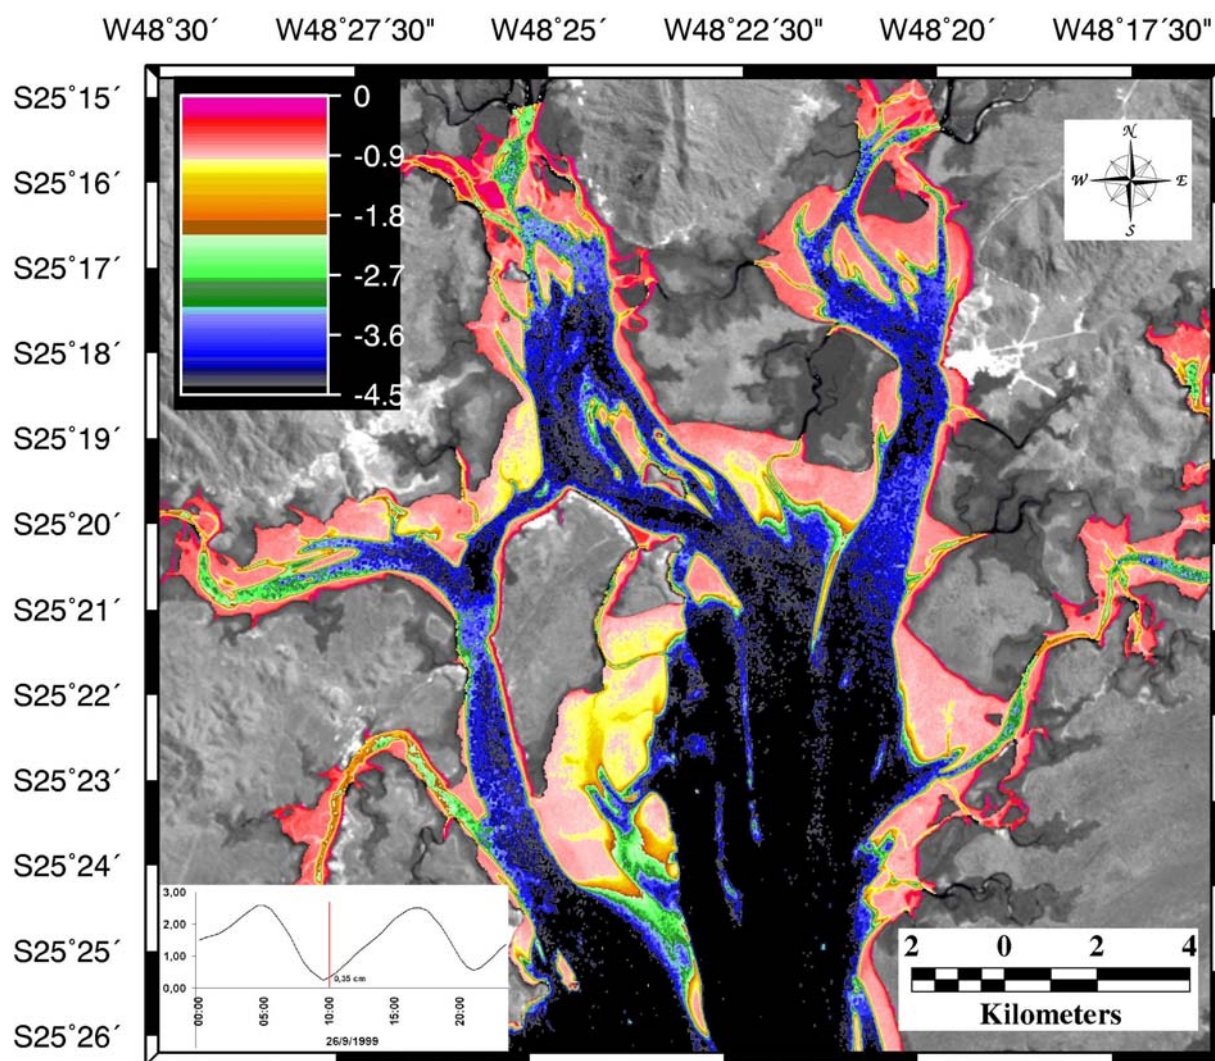 W48˚30´ W48˚27´30" W48˚25´ W48˚22´30" W48˚20´ W48˚17´30"
S25˚15´
S25˚16´
S25˚17´
S25˚18´
S25˚19´
S25˚20´
S25˚21´
S25˚22´
S25˚23´
S25˚24´
S25˚25´
S25˚26´
0
-0.9
-1.8
-2.7
-3.6
-4.5
N
W E
S
3,00
2,00
1,00
0,00
0,35 cm
00:00 05:00 10:00 15:00 20:00
26/9/1999
2 0 2 4
Kilometers